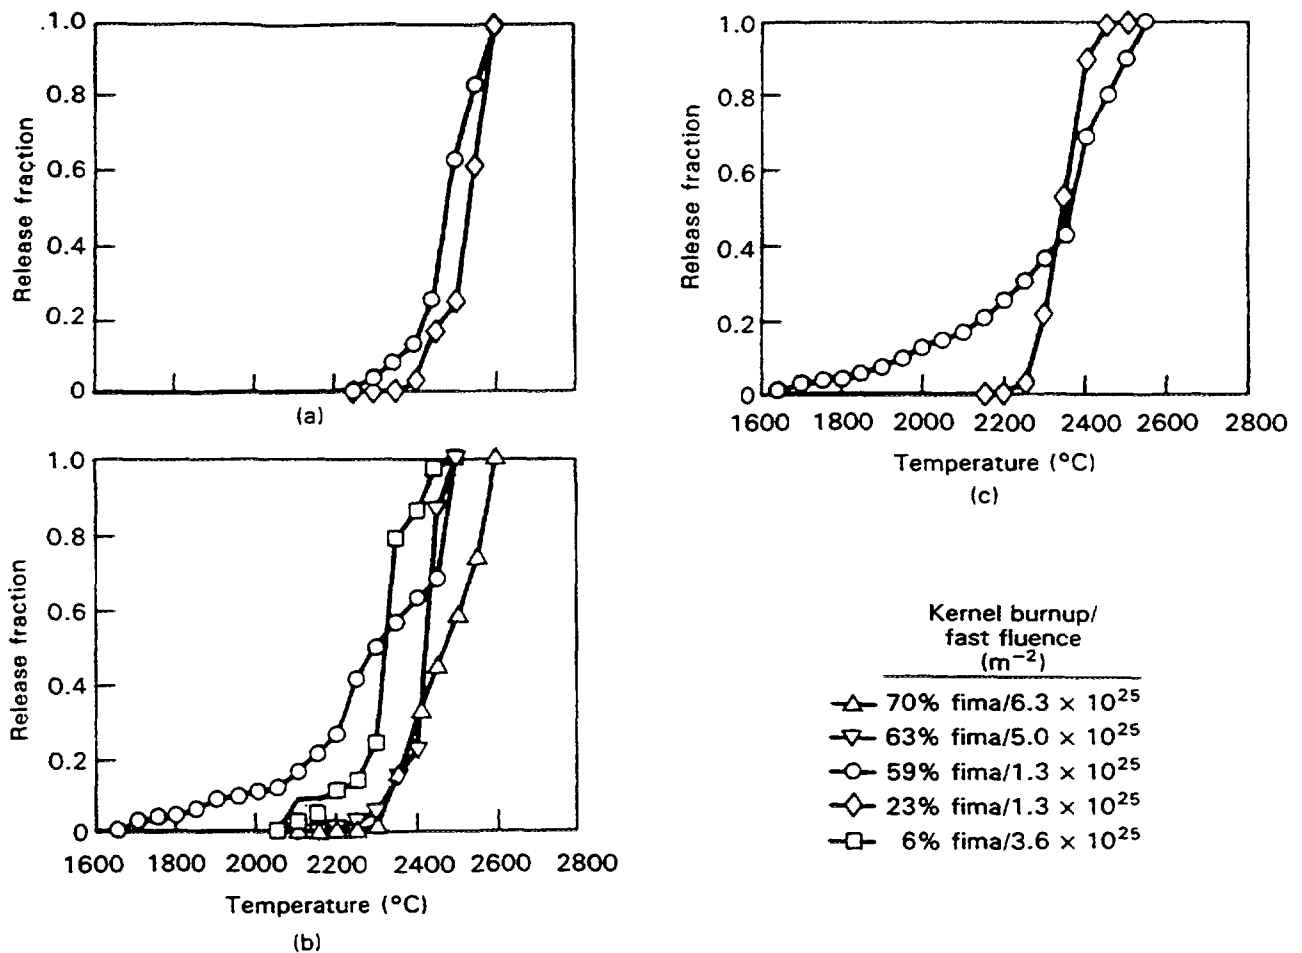 .1.0
0.8
0.6
0.4
0.2
0
Release fraction
(a)
1.0
0.8
0.6
0.4
0.2
0
Release fraction
1600 1800 2000 2200 2400 2600 2800
Temperature (°C)
(b)
1.0
0.8
0.6
0.4
0.2
0
Release fraction
1600 1800 2000 2200 2400 2600 2800
Temperature (°C)
(c)
Kernel burnup/
fast fluence
(m⁻²)
70% fima/6.3 × 10²⁵
63% fima/5.0 × 10²⁵
59% fima/1.3 × 10²⁵
23% fima/1.3 × 10²⁵
6% fima/3.6 × 10²⁵